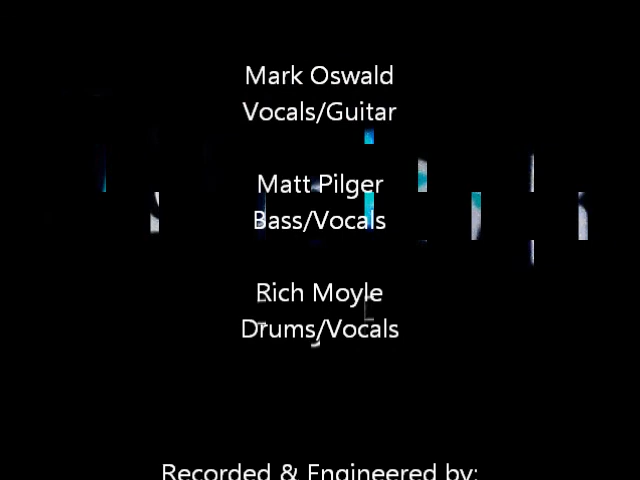 Mark Oswald
Vocals/Guitar
Matt Pilger
Bass/Vocals
Rich Moyle
Drums/Vocals
Recorded & Engineered by: